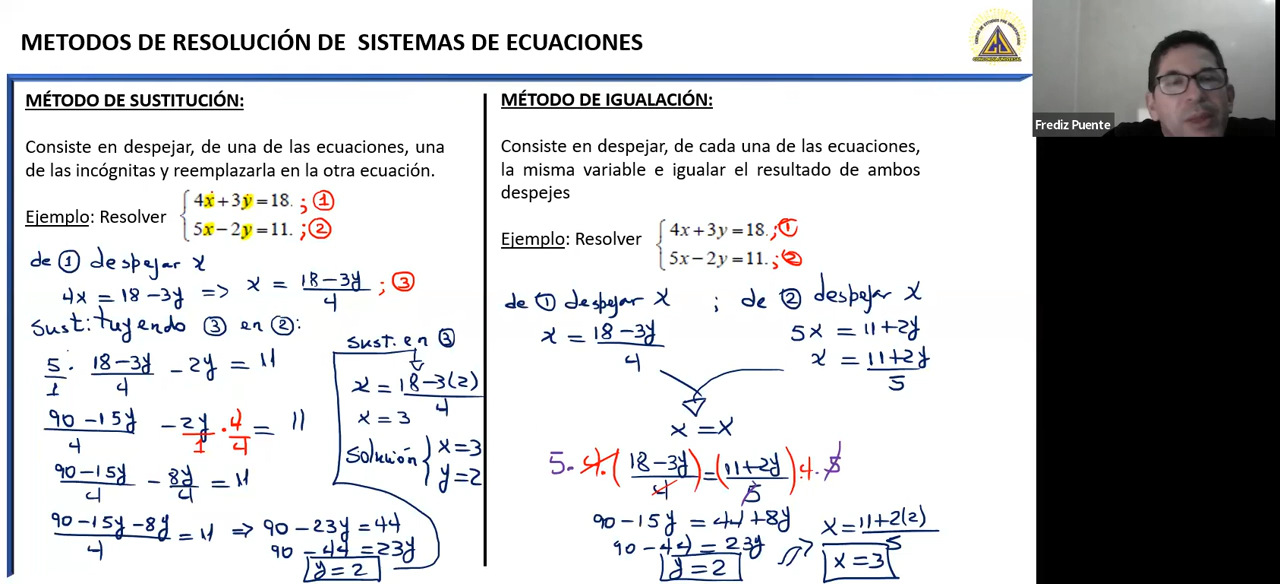 METODOS DE RESOLUCIÓN DE SISTEMAS DE ECUACIONES
Frediz Puente
MÉTODO DE SUSTITUCIÓN:
Consiste en despejar, de una de las ecuaciones, una
de las incógnitas y reemplazarla en la otra ecuación.
Ejemplo: Resolver
4x + 3y = 18. ; ①
5x − 2y = 11. ; ②
de ① despejar x
4x = 18 − 3y => x = (18 − 3y)/4 ; ③
Sustituyendo ③ en ②:
5/1 · (18 − 3y)/4 − 2y = 11
(90 − 15y)/4 − 2y/1 · 4/4 = 11
(90 − 15y)/4 − 8y/4 = 11
(90 − 15y − 8y)/4 = 11 => 90 − 23y = 44
90 − 44 = 23y
y = 2
Sust. en ③
x = (18 − 3(2))/4
x = 3
Solución { x = 3
y = 2
MÉTODO DE IGUALACIÓN:
Consiste en despejar, de cada una de las ecuaciones,
la misma variable e igualar el resultado de ambos
despejes
Ejemplo: Resolver
4x + 3y = 18. ; ①
5x − 2y = 11. ; ②
de ① despejar x ; de ② despejar x
x = (18 − 3y)/4
5x = 11 + 2y
x = (11 + 2y)/5
x = x
5 · 4 · ((18 − 3y)/4) = ((11 + 2y)/5) 4 · 5
90 − 15y = 44 + 8y
90 − 44 = 23y
y = 2
x = (11 + 2(2))/5
x = 3